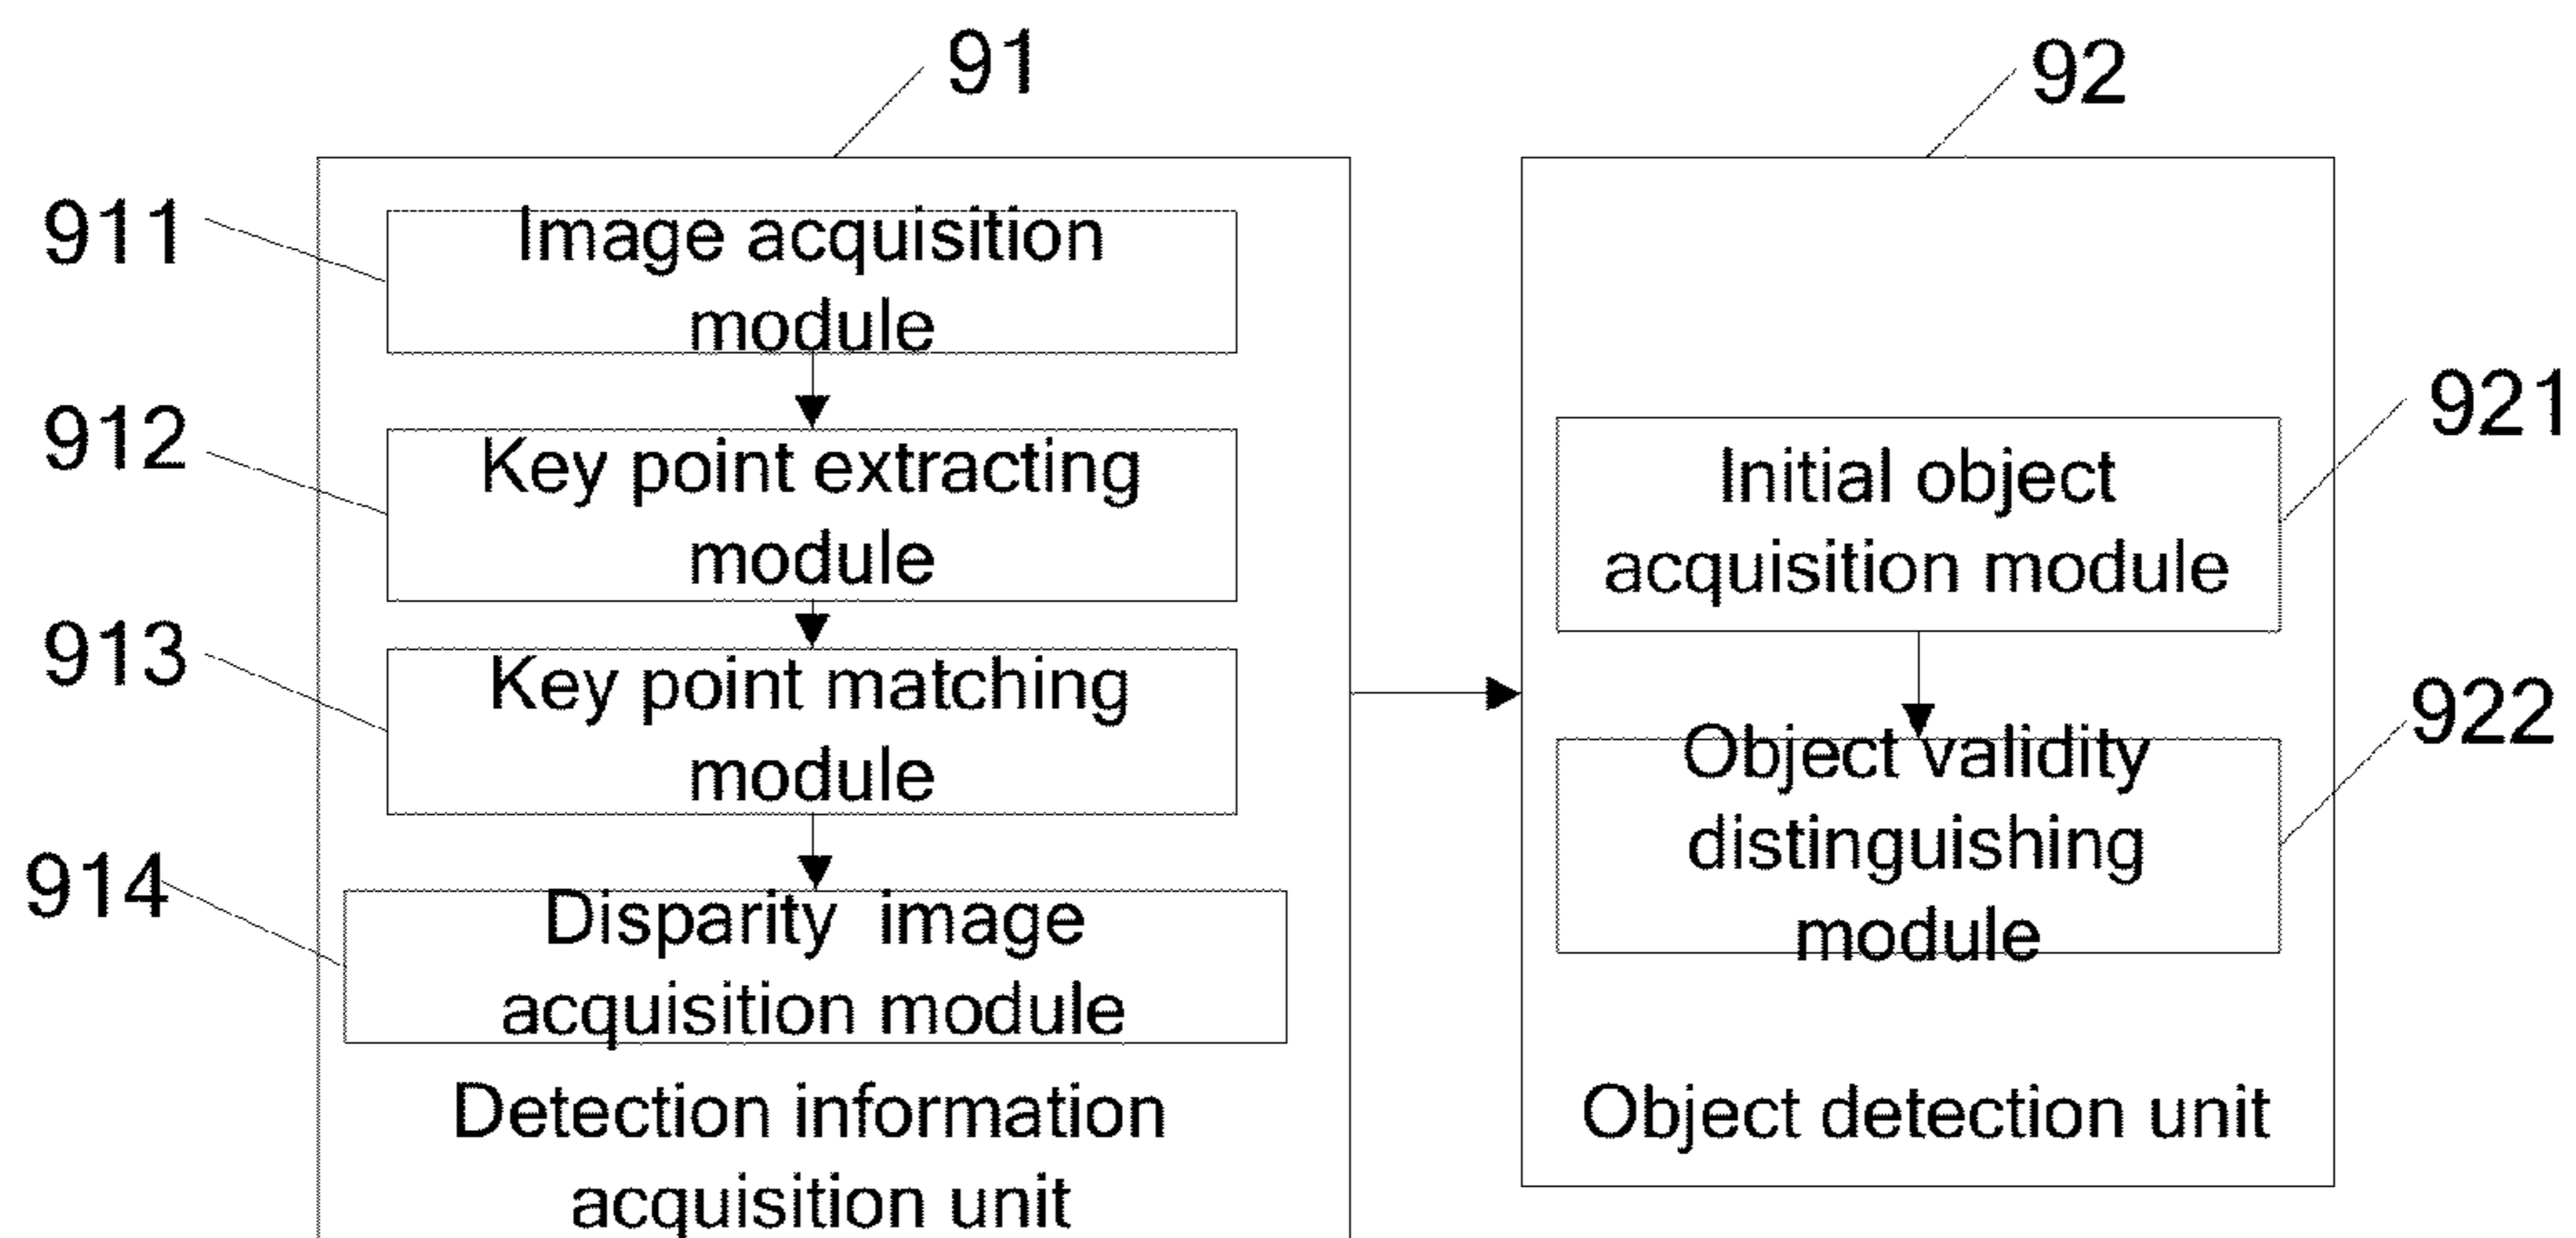 91
92
911
Image acquisition
module
912
Key point extracting
module
913
Key point matching
module
914
Disparity image
acquisition module
Detection information
acquisition unit
921
Initial object
acquisition module
922
Object validity
distinguishing
module
Object detection unit